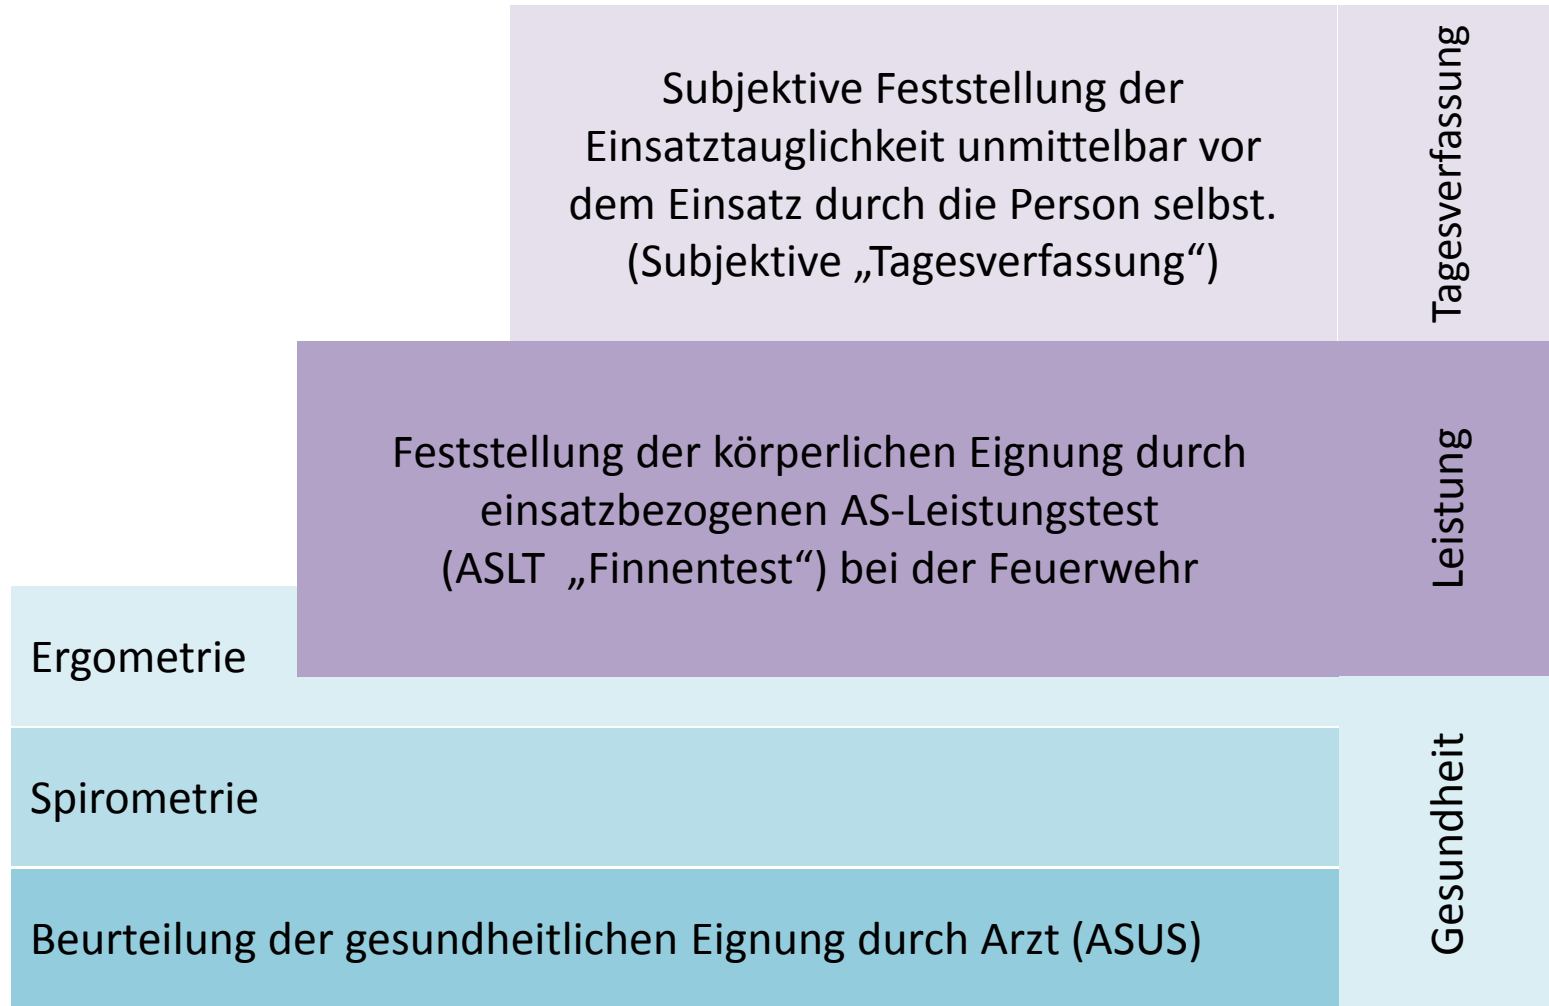 Subjektive Feststellung der
Einsatztauglichkeit unmittelbar vor
dem Einsatz durch die Person selbst.
(Subjektive „Tagesverfassung“)
Tagesverfassung
Feststellung der körperlichen Eignung durch
einsatzbezogenen AS-Leistungstest
(ASLT „Finnentest“) bei der Feuerwehr
Leistung
Ergometrie
Spirometrie
Beurteilung der gesundheitlichen Eignung durch Arzt (ASUS)
Gesundheit